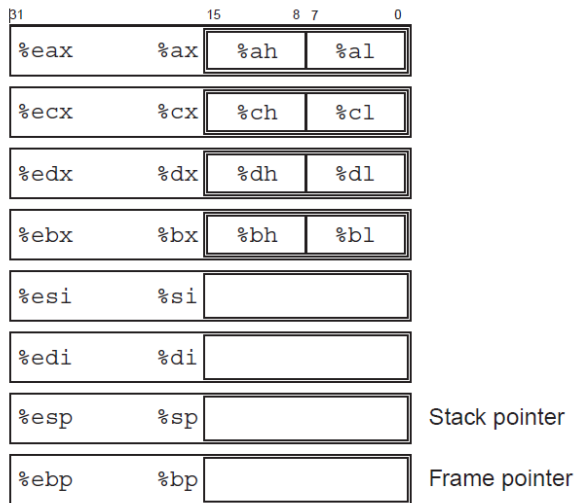 31 15 8 7 0
%eax %ax %ah %al
%ecx %cx %ch %cl
%edx %dx %dh %dl
%ebx %bx %bh %bl
%esi %si
%edi %di
%esp %sp Stack pointer
%ebp %bp Frame pointer